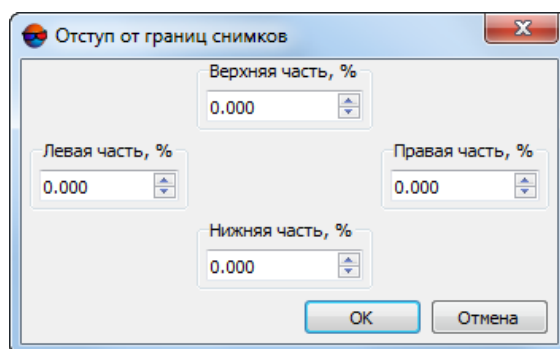 Отступ от границ снимков
Верхняя часть, %
0.000
Левая часть, %
0.000
Правая часть, %
0.000
Нижняя часть, %
0.000
OK
Отмена